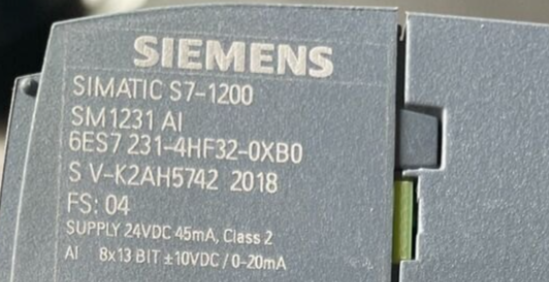 SIEMENS
SIMATIC S7-1200
SM1231 AI
6ES7 231-4HF32-0XB0
S V-K2AH5742 2018
FS: 04
SUPPLY 24VDC 45mA, Class 2
AI 8x13 BIT ±10VDC / 0-20mA